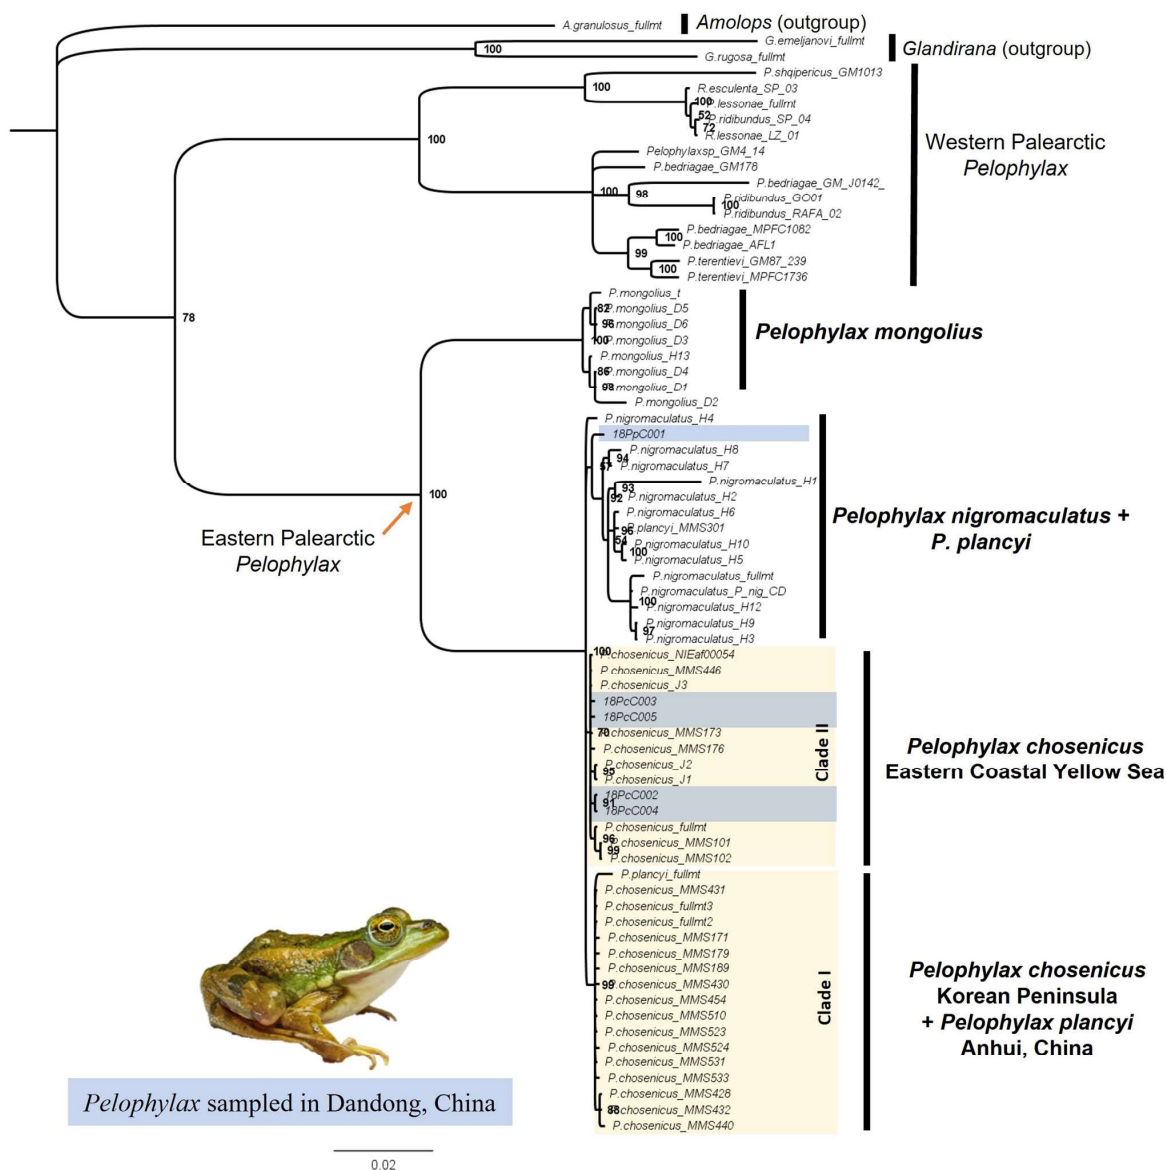 A.granulosus_fullmt
Amolops (outgroup)
G.emeljanovi_fullmt
100
Glandirana (outgroup)
G.rugosa_fullmt
P.shqipericus_GM1013
100
R.esculenta_SP_03
100
P.lessonae_fullmt
52
P.ridibundus_SP_04
72
R.lessonae_LZ_01
100
Western Palearctic
Pelophylax
Pelophylaxsp_GM4_14
P.bedriagae_GM178
P.bedriagae_GM_J0142_
100
98
P.ridibundus_GO01
100
P.ridibundus_RAFA_02
P.bedriagae_MPFC1082
100
P.bedriagae_AFL1
99
P.terentievi_GM87_239
100
P.terentievi_MPFC1736
78
P.mongolius_t
82
P.mongolius_D5
96
P.mongolius_D6
100
P.mongolius_D3
Pelophylax mongolius
P.mongolius_H13
86
P.mongolius_D4
98
P.mongolius_D1
P.mongolius_D2
P.nigromaculatus_H4
18PpC001
P.nigromaculatus_H8
94
57
P.nigromaculatus_H7
P.nigromaculatus_H1
93
92
P.nigromaculatus_H2
P.nigromaculatus_H6
96
P.plancyi_MMS301
54
P.nigromaculatus_H10
100
P.nigromaculatus_H5
Pelophylax nigromaculatus +
P. plancyi
100
Eastern Palearctic
Pelophylax
P.nigromaculatus_fullmt
P.nigromaculatus_P_nig_CD
100
P.nigromaculatus_H12
P.nigromaculatus_H9
97
P.nigromaculatus_H3
100
P.chosenicus_NIEaf00054
P.chosenicus_MMS446
P.chosenicus_J3
18PcC003
18PcC005
70
P.chosenicus_MMS173
P.chosenicus_MMS176
P.chosenicus_J2
95
P.chosenicus_J1
18PcC002
91
18PcC004
P.chosenicus_fullmt
96
P.chosenicus_MMS101
99
P.chosenicus_MMS102
Clade II
Pelophylax chosenicus
Eastern Coastal Yellow Sea
P.plancyi_fullmt
P.chosenicus_MMS431
P.chosenicus_fullmt3
P.chosenicus_fullmt2
P.chosenicus_MMS171
P.chosenicus_MMS179
P.chosenicus_MMS189
99
P.chosenicus_MMS430
P.chosenicus_MMS454
P.chosenicus_MMS510
P.chosenicus_MMS523
P.chosenicus_MMS524
P.chosenicus_MMS531
P.chosenicus_MMS533
P.chosenicus_MMS428
88
P.chosenicus_MMS432
P.chosenicus_MMS440
Clade I
Pelophylax chosenicus
Korean Peninsula
+ Pelophylax plancyi
Anhui, China
Pelophylax sampled in Dandong, China
0.02